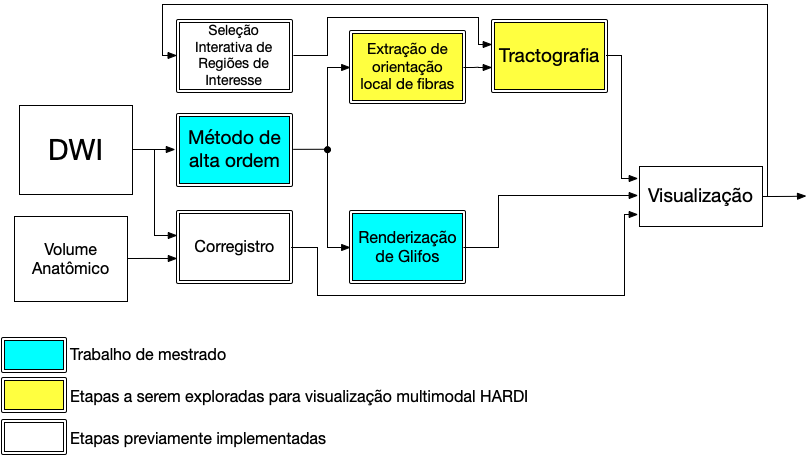 Seleção
Interativa de
Regiões de
Interesse
Extração de
orientação
local de fibras
Tractografia
DWI
Método de
alta ordem
Visualização
Volume
Anatômico
Corregistro
Renderização
de Glifos
Trabalho de mestrado
Etapas a serem exploradas para visualização multimodal HARDI
Etapas previamente implementadas